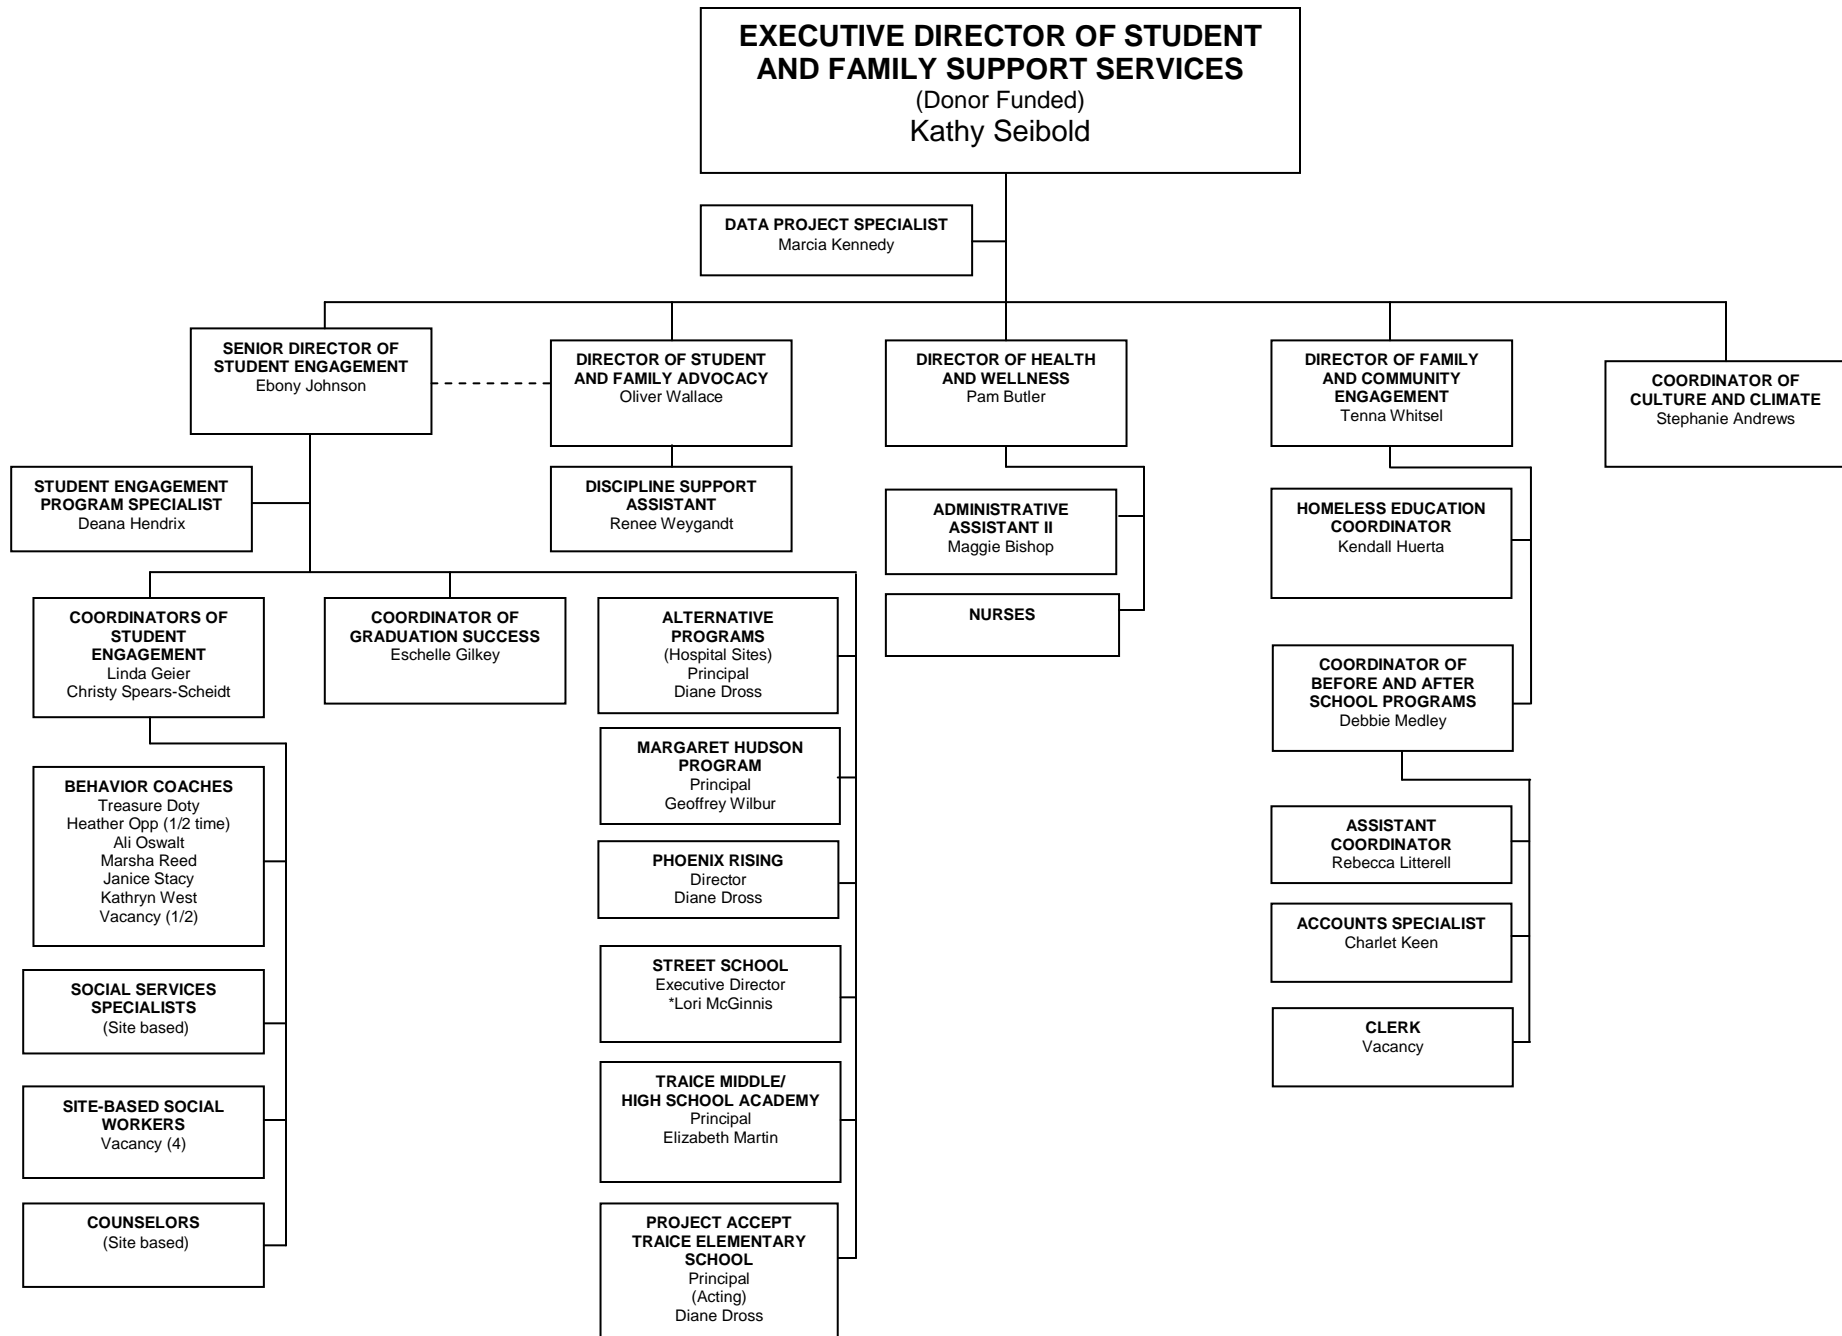 EXECUTIVE DIRECTOR OF STUDENT
AND FAMILY SUPPORT SERVICES
(Donor Funded)
Kathy Seibold
DATA PROJECT SPECIALIST
Marcia Kennedy
SENIOR DIRECTOR OF
STUDENT ENGAGEMENT
Ebony Johnson
DIRECTOR OF STUDENT
AND FAMILY ADVOCACY
Oliver Wallace
DIRECTOR OF HEALTH
AND WELLNESS
Pam Butler
DIRECTOR OF FAMILY
AND COMMUNITY
ENGAGEMENT
Tenna Whitsel
COORDINATOR OF
CULTURE AND CLIMATE
Stephanie Andrews
STUDENT ENGAGEMENT
PROGRAM SPECIALIST
Deana Hendrix
DISCIPLINE SUPPORT
ASSISTANT
Renee Weygandt
ADMINISTRATIVE
ASSISTANT II
Maggie Bishop
NURSES
HOMELESS EDUCATION
COORDINATOR
Kendall Huerta
COORDINATOR OF
BEFORE AND AFTER
SCHOOL PROGRAMS
Debbie Medley
ASSISTANT
COORDINATOR
Rebecca Litterell
ACCOUNTS SPECIALIST
Charlet Keen
CLERK
Vacancy
COORDINATORS OF
STUDENT
ENGAGEMENT
Linda Geier
Christy Spears-Scheidt
COORDINATOR OF
GRADUATION SUCCESS
Eschelle Gilkey
ALTERNATIVE
PROGRAMS
(Hospital Sites)
Principal
Diane Dross
MARGARET HUDSON
PROGRAM
Principal
Geoffrey Wilbur
PHOENIX RISING
Director
Diane Dross
STREET SCHOOL
Executive Director
*Lori McGinnis
TRAICE MIDDLE/
HIGH SCHOOL ACADEMY
Principal
Elizabeth Martin
PROJECT ACCEPT
TRAICE ELEMENTARY
SCHOOL
Principal
(Acting)
Diane Dross
BEHAVIOR COACHES
Treasure Doty
Heather Opp (1/2 time)
Ali Oswalt
Marsha Reed
Janice Stacy
Kathryn West
Vacancy (1/2)
SOCIAL SERVICES
SPECIALISTS
(Site based)
SITE-BASED SOCIAL
WORKERS
Vacancy (4)
COUNSELORS
(Site based)